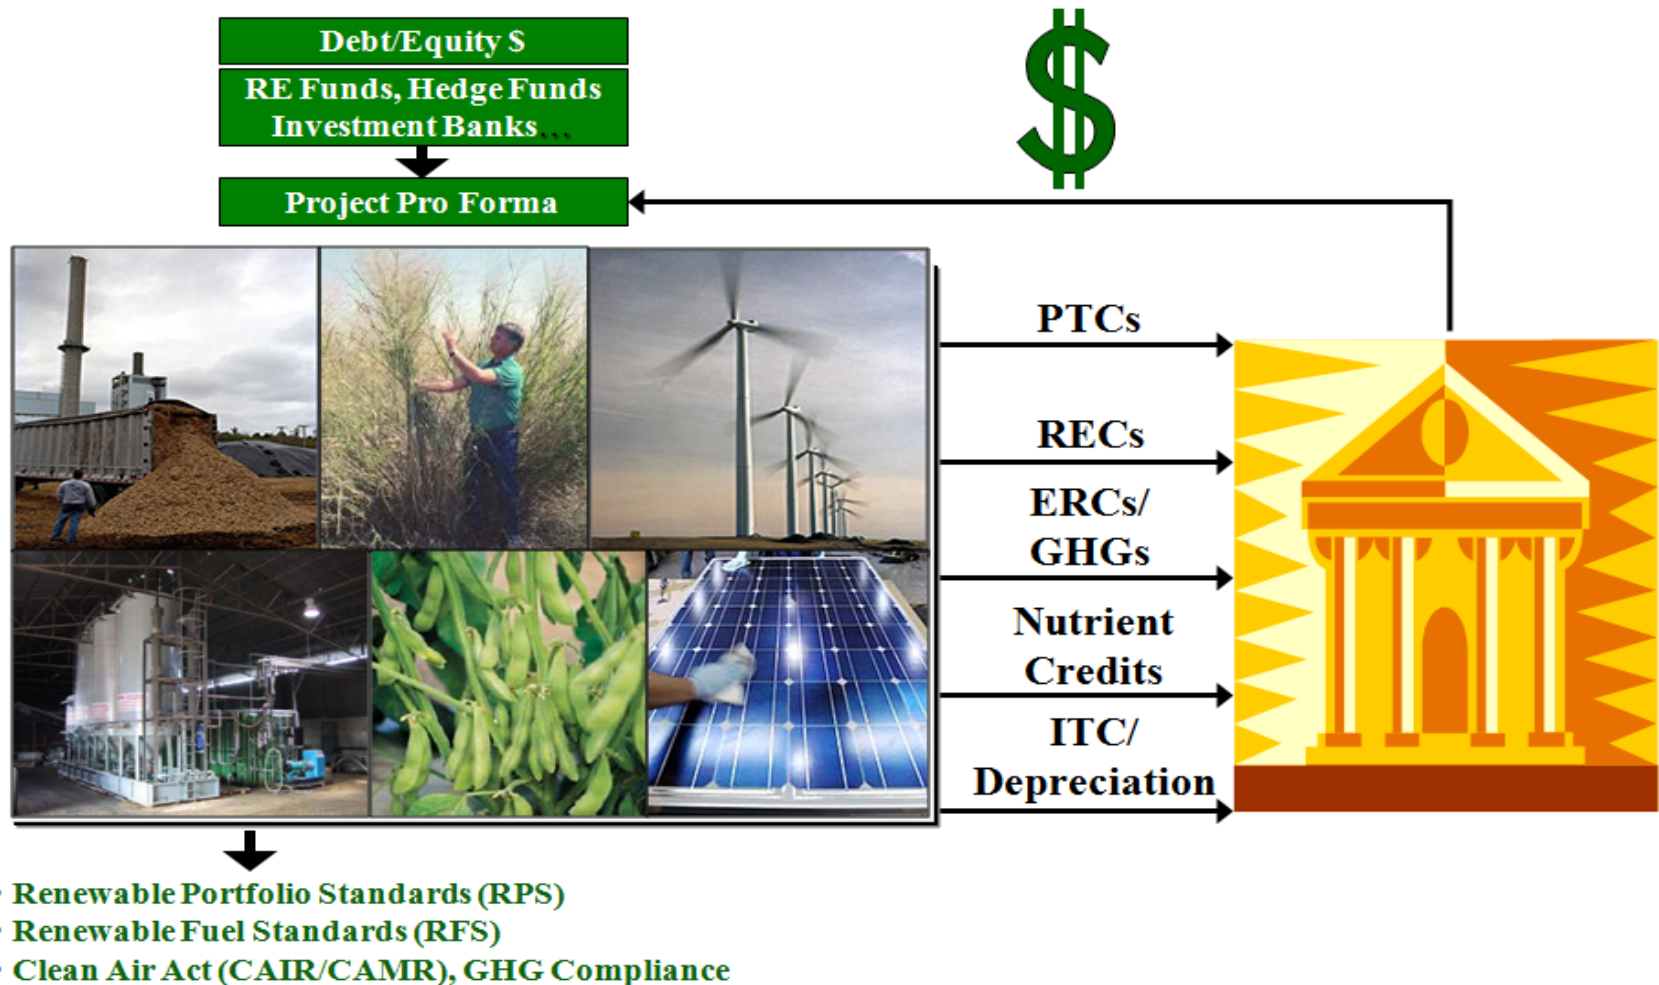 Debt/Equity $
RE Funds, Hedge Funds
Investment Banks...
Project Pro Forma
$
PTCs
RECs
ERCs/
GHGs
Nutrient
Credits
ITC/
Depreciation
· Renewable Portfolio Standards (RPS)
· Renewable Fuel Standards (RFS)
· Clean Air Act (CAIR/CAMR), GHG Compliance